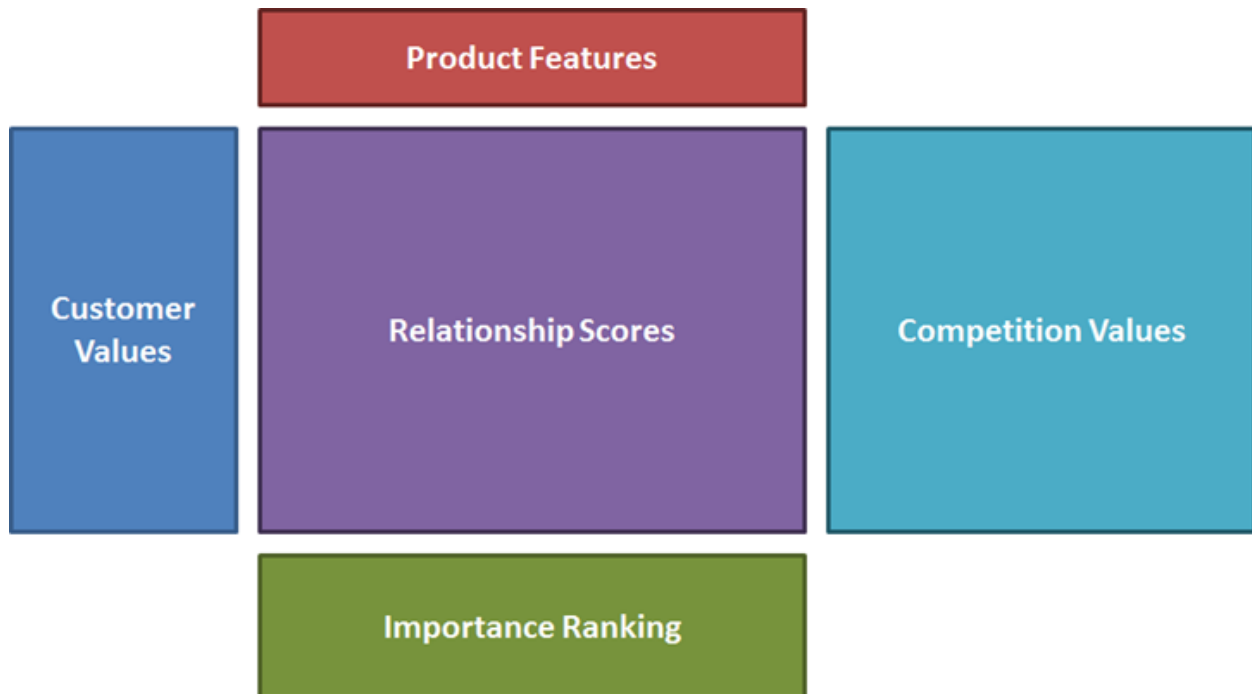 Product Features
Customer
Values
Relationship Scores
Competition Values
Importance Ranking